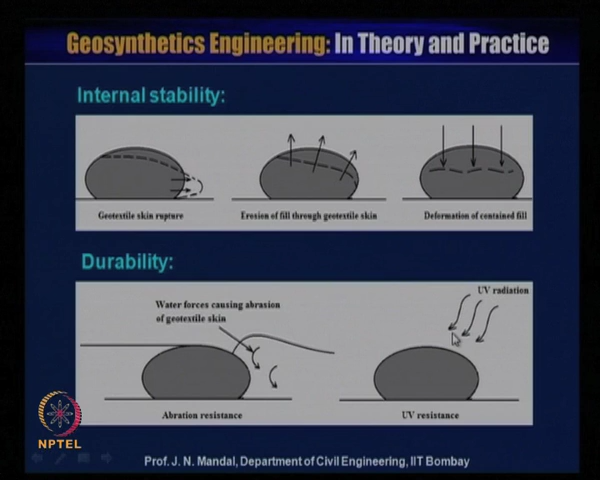 Geosynthetics Engineering: In Theory and Practice
Internal stability:
Geotextile skin rupture
Erosion of fill through geotextile skin
Deformation of contained fill
Durability:
Water forces causing abrasion
of geotextile skin
UV radiation
Abration resistance
UV resistance
NPTEL
Prof. J. N. Mandal, Department of Civil Engineering, IIT Bombay